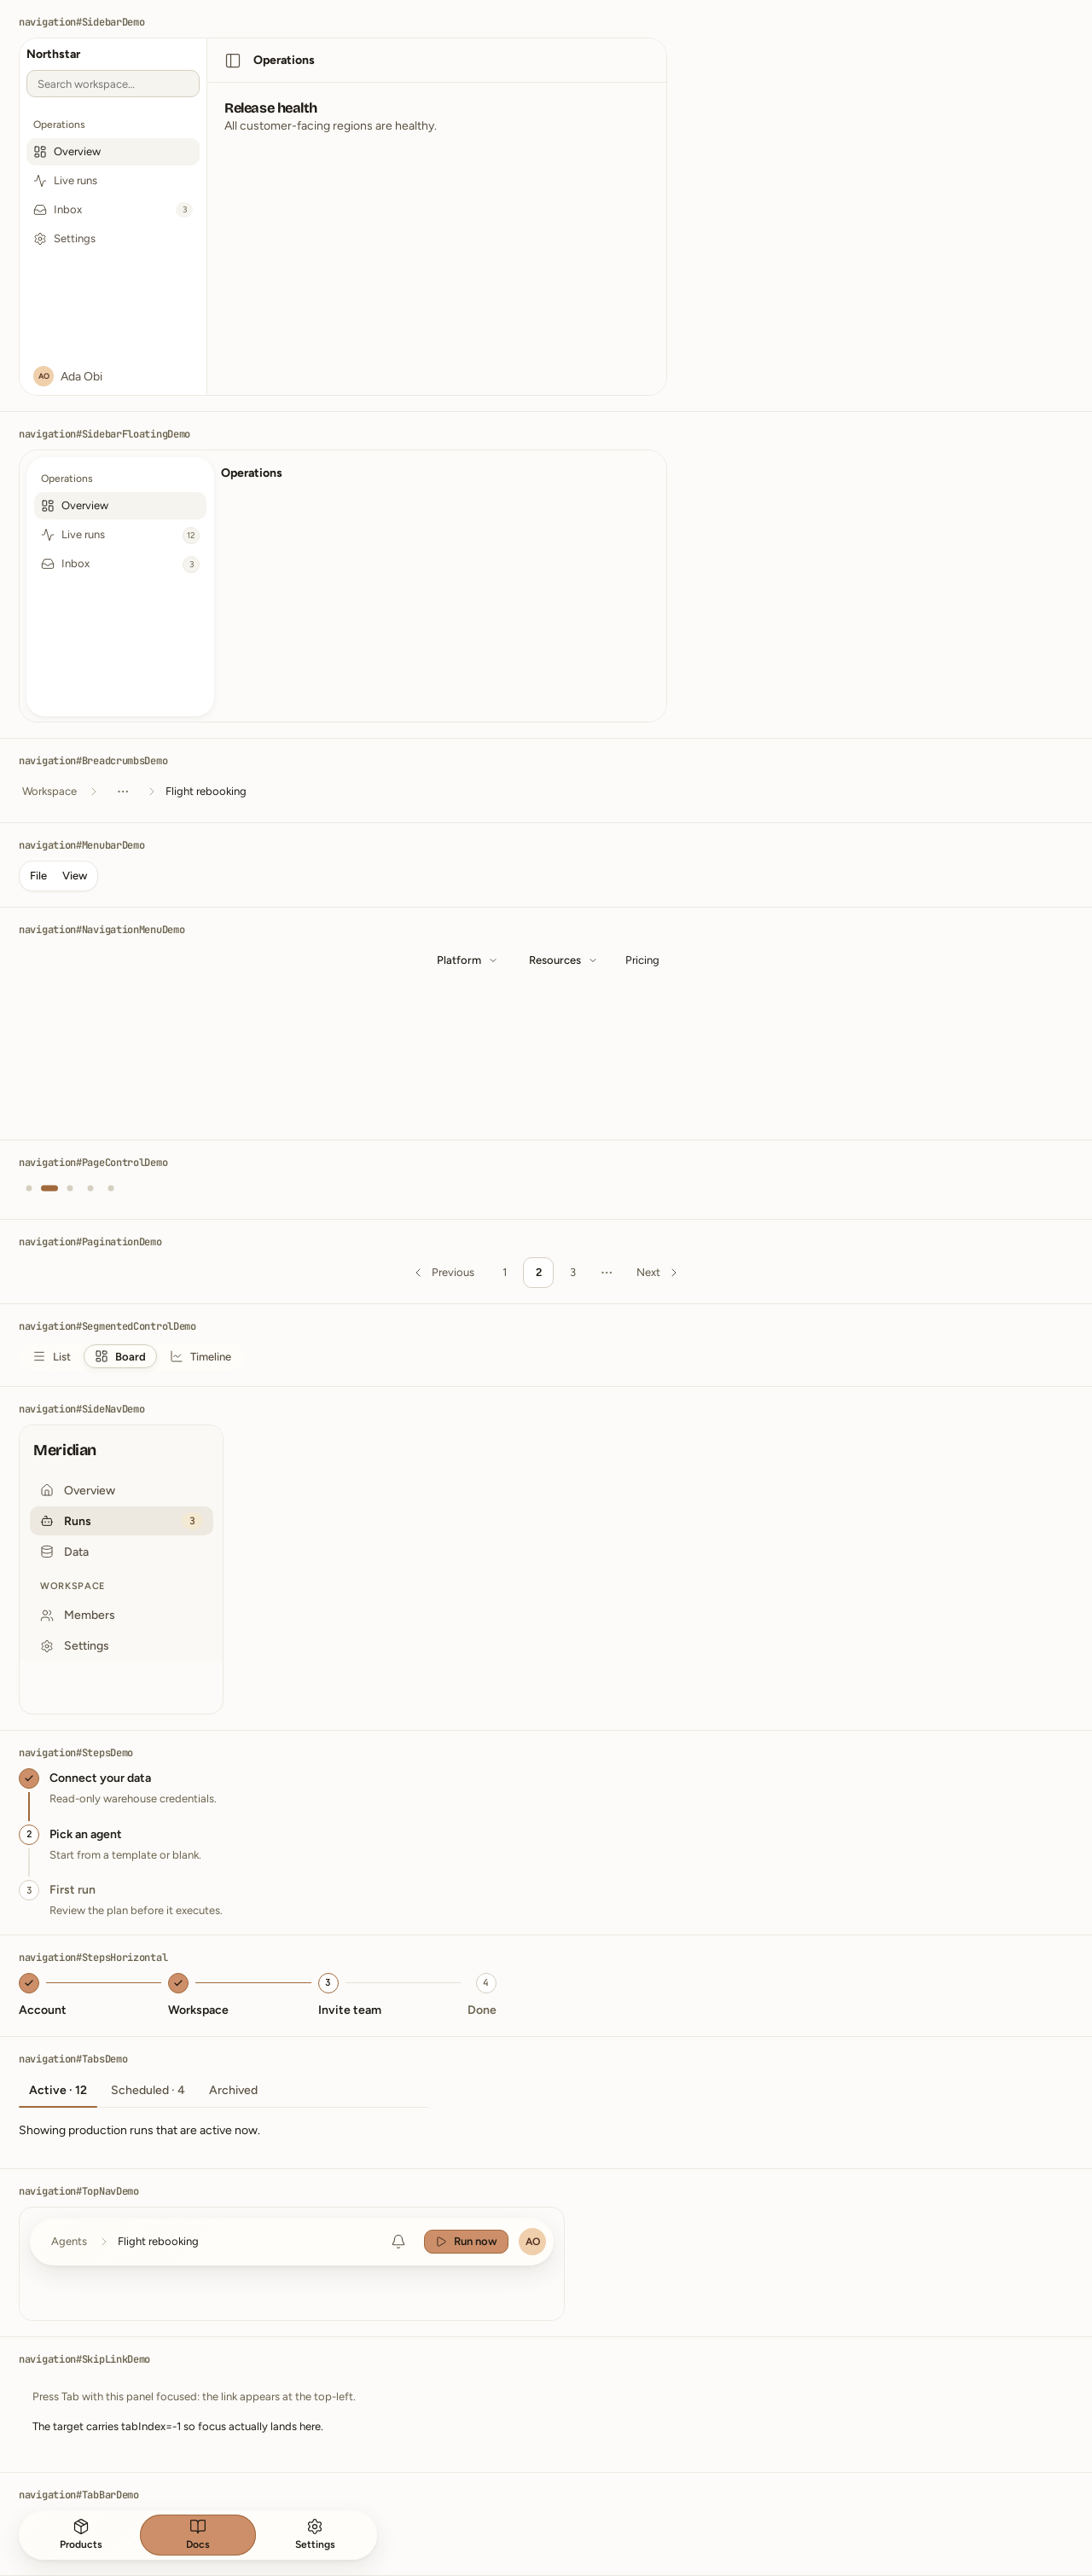 navigation#SidebarDemo
Northstar
Search workspace...
Operations
Overview
Live runs
Inbox 3
Settings
AO Ada Obi
Operations
Release health
All customer-facing regions are healthy.
navigation#SidebarFloatingDemo
Operations
Overview
Live runs 12
Inbox 3
Operations
navigation#BreadcrumbsDemo
Workspace ··· Flight rebooking
navigation#MenubarDemo
File View
navigation#NavigationMenuDemo
Platform Resources Pricing
navigation#PageControlDemo
navigation#PaginationDemo
Previous 1 2 3 ··· Next
navigation#SegmentedControlDemo
List Board Timeline
navigation#SideNavDemo
Meridian
Overview
Runs 3
Data
WORKSPACE
Members
Settings
navigation#StepsDemo
Connect your data
Read-only warehouse credentials.
2 Pick an agent
Start from a template or blank.
3 First run
Review the plan before it executes.
navigation#StepsHorizontal
3 4
Account Workspace Invite team Done
navigation#TabsDemo
Active · 12 Scheduled · 4 Archived
Showing production runs that are active now.
navigation#TopNavDemo
Agents Flight rebooking Run now AO
navigation#SkipLinkDemo
Press Tab with this panel focused: the link appears at the top-left.
The target carries tabIndex=-1 so focus actually lands here.
navigation#TabBarDemo
Products Docs Settings